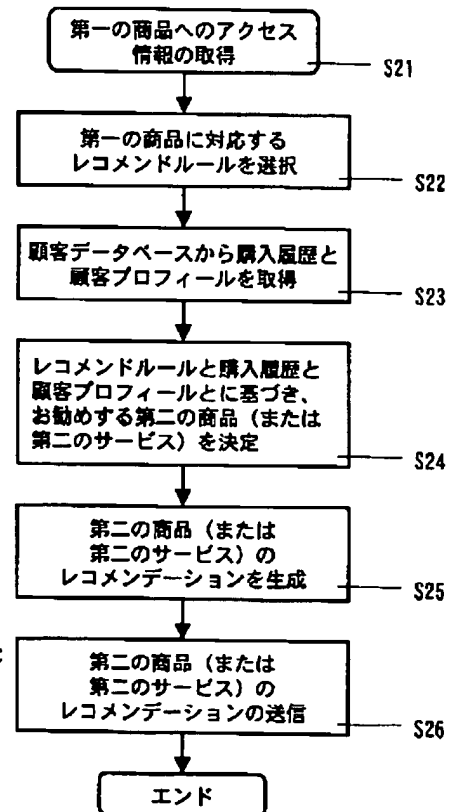 第一の商品へのアクセス
情報の取得
S21
第一の商品に対応する
レコメンドルールを選択
S22
顧客データベースから購入履歴と
顧客プロフィールを取得
S23
レコメンドルールと購入履歴と
顧客プロフィールとに基づき、
お勧めする第二の商品（または
第二のサービス）を決定
S24
第二の商品（または
第二のサービス）の
レコメンデーションを生成
S25
第二の商品（または
第二のサービス）の
レコメンデーションの送信
S26
エンド